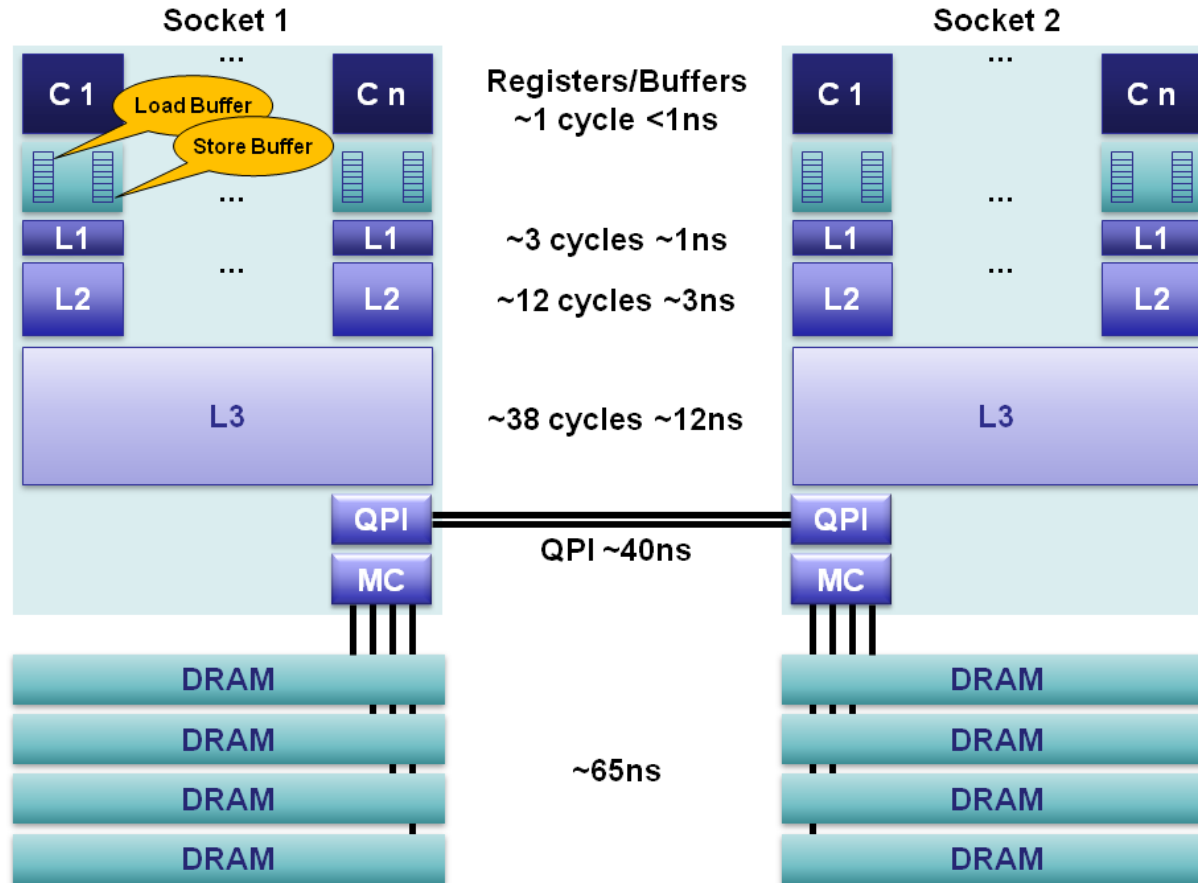 Socket 1
Socket 2
...
...
C 1
C n
Registers/Buffers
~1 cycle <1ns
C 1
C n
Load Buffer
Store Buffer
...
...
L1
L1
~3 cycles ~1ns
L1
L1
...
...
L2
L2
~12 cycles ~3ns
L2
L2
L3
~38 cycles ~12ns
L3
QPI
QPI
QPI ~40ns
MC
MC
DRAM
DRAM
DRAM
DRAM
~65ns
DRAM
DRAM
DRAM
DRAM